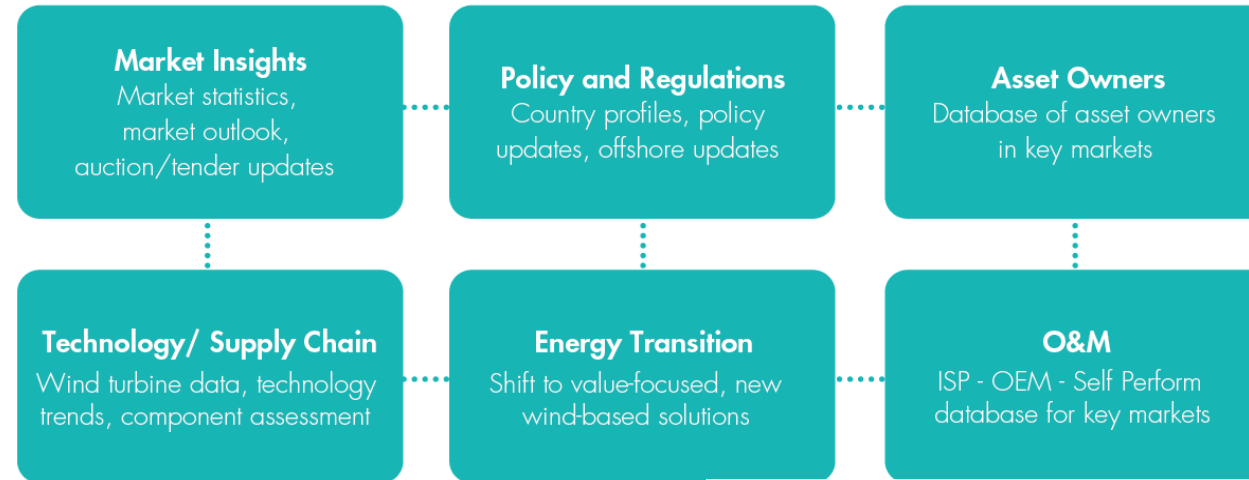 Market Insights
Market statistics,
market outlook,
auction/tender updates
Policy and Regulations
Country profiles, policy
updates, offshore updates
Asset Owners
Database of asset owners
in key markets
Technology/ Supply Chain
Wind turbine data, technology
trends, component assessment
Energy Transition
Shift to value-focused, new
wind-based solutions
O&M
ISP - OEM - Self Perform
database for key markets